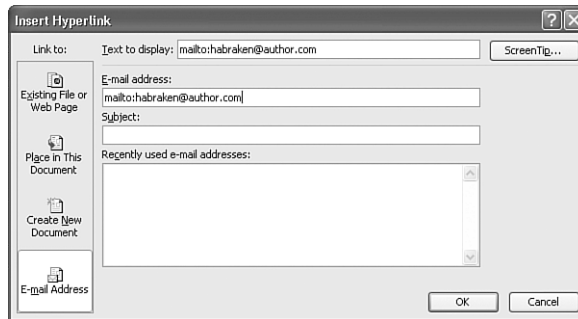 Insert Hyperlink
?
Link to:
Text to display: mailto:habraken@author.com
ScreenTip...
Existing File or
Web Page
Place in This
Document
Create New
Document
E-mail Address
E-mail address:
mailto:habraken@author.com
Subject:
Recently used e-mail addresses:
OK
Cancel